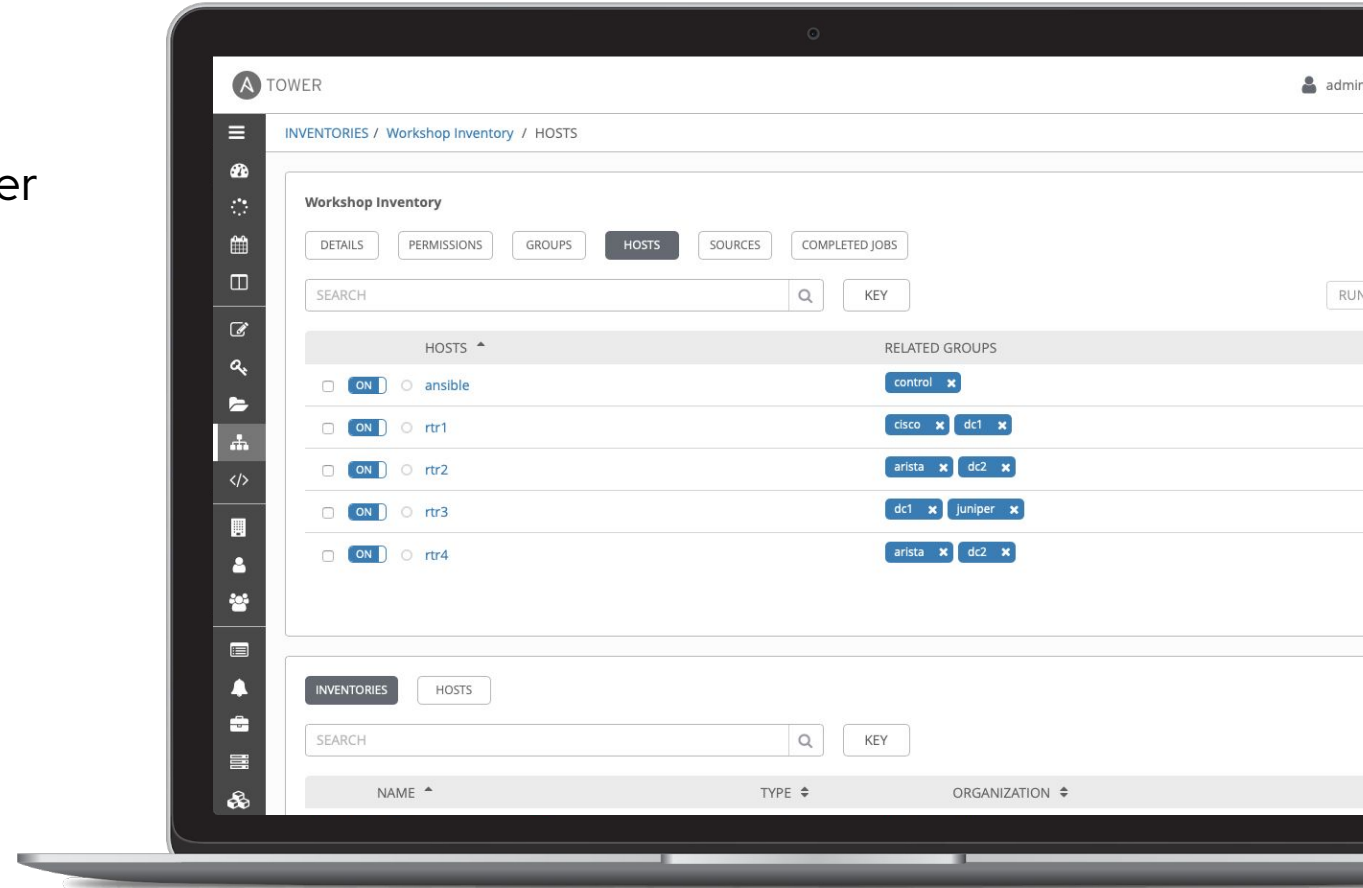 er
TOWER
admin
INVENTORIES / Workshop Inventory / HOSTS
Workshop Inventory
DETAILS PERMISSIONS GROUPS HOSTS SOURCES COMPLETED JOBS
SEARCH KEY RUN
HOSTS RELATED GROUPS
ON ansible control
ON rtr1 cisco dc1
ON rtr2 arista dc2
ON rtr3 dc1 juniper
ON rtr4 arista dc2
INVENTORIES HOSTS
SEARCH KEY
NAME TYPE ORGANIZATION